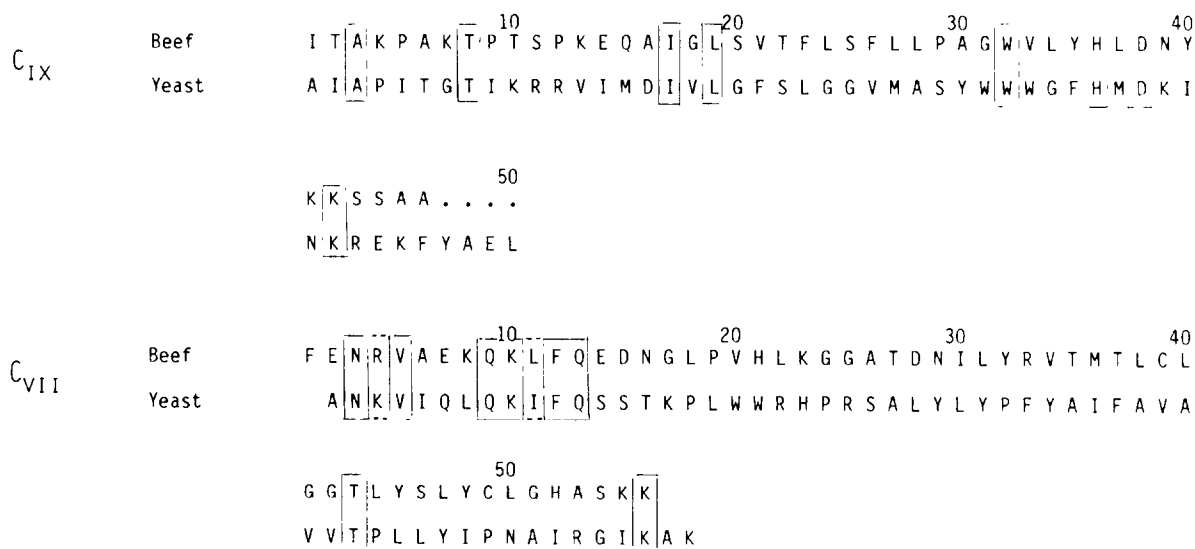 10 20 30 40
C_IX Beef I T A K P A K T P T S P K E Q A I G L S V T F L S F L L P A G W V L Y H L D N Y
Yeast A I A P I T G T I K R R V I M D I V L G F S L G G V M A S Y W W W G F H M D K I
50
K K S S A A . . . .
N K R E K F Y A E L
10 20 30 40
C_VII Beef F E N R V A E K Q K L F Q E D N G L P V H L K G G A T D N I L Y R V T M T L C L
Yeast A N K V I Q L Q K I F Q S S T K P L W W R H P R S A L Y L Y P F Y A I F A V A
50
G G T L Y S L Y C L G H A S K K
V V T P L L Y I P N A I R G I K A K